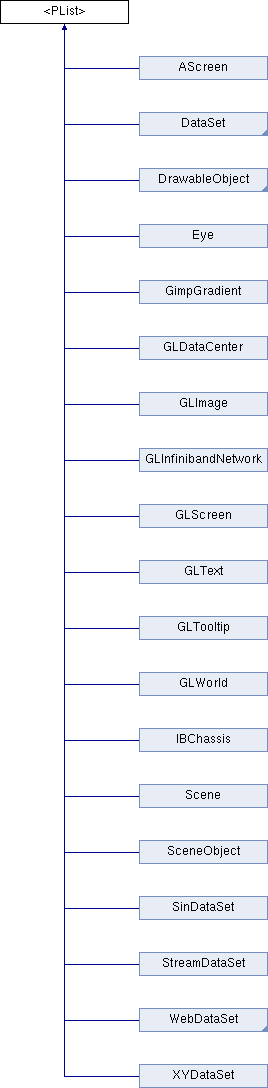 <PList>
AScreen
DataSet
DrawableObject
Eye
GimpGradient
GLDataCenter
GLImage
GLInfinibandNetwork
GLScreen
GLText
GLTooltip
GLWorld
IBChassis
Scene
SceneObject
SinDataSet
StreamDataSet
WebDataSet
XYDataSet